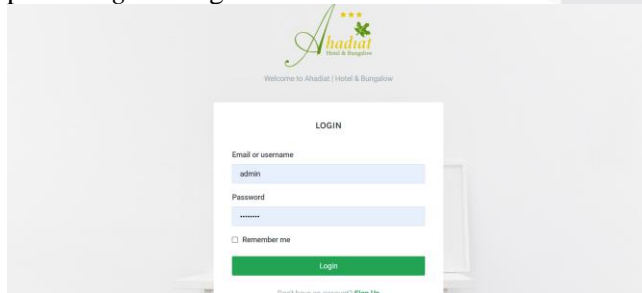 Ahadiat
Hotel & Bungalow
Welcome to Ahadiat | Hotel & Bungalow
LOGIN
Email or username
admin
Password
••••••••
Remember me
Login
Don't have an account? Sign Up